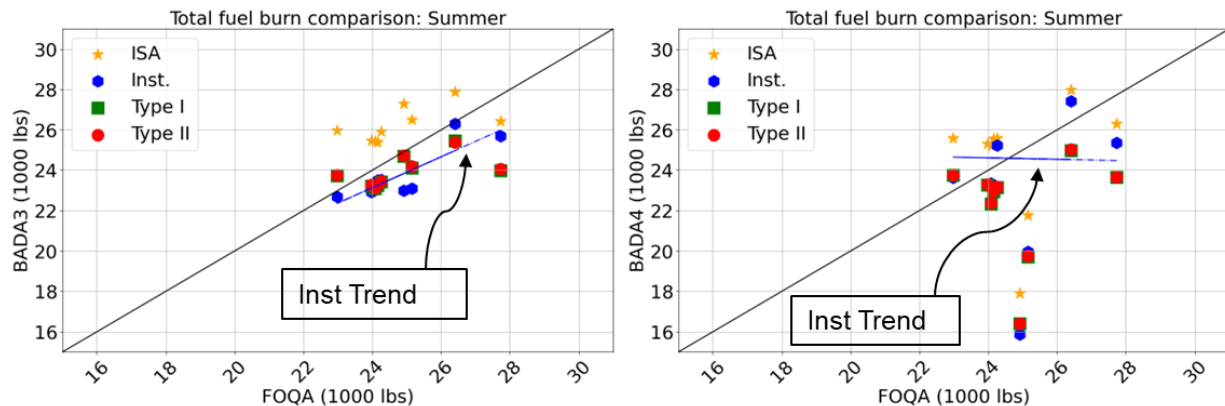 Total fuel burn comparison: Summer
BADA3 (1000 lbs)
30
28
26
24
22
20
18
16
ISA
Inst.
Type I
Type II
Inst Trend
16
18
20
22
24
26
28
30
FOQA (1000 lbs)
Total fuel burn comparison: Summer
BADA4 (1000 lbs)
30
28
26
24
22
20
18
16
ISA
Inst.
Type I
Type II
Inst Trend
16
18
20
22
24
26
28
30
FOQA (1000 lbs)